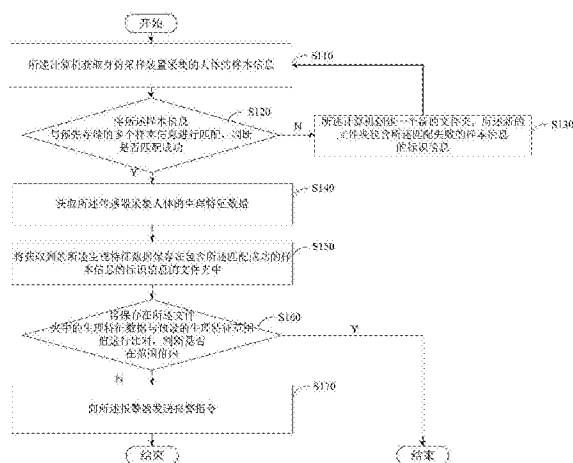 开始
所述计算机获取身份采样装置采集的人体的样本信息
S110
将所述样本信息
与预先存储的多个样本信息进行匹配，判断
是否匹配成功
S120
N
所述计算机创建一个新的文件夹，所述新的
文件夹包含所述匹配失败的样本信息
的标识信息
S130
Y
获取所述传感器采集人体的生理特征数据
S140
将获取到的所述生理特征数据保存在包含所述匹配成功的样
本信息的标识信息的文件夹中
S150
将保存在所述文件
夹中的生理特征数据与预设的生理特征范围
值进行比对，判断是否
在范围值内
S160
Y
N
向所述报警器发送报警指令
S170
结束
结束